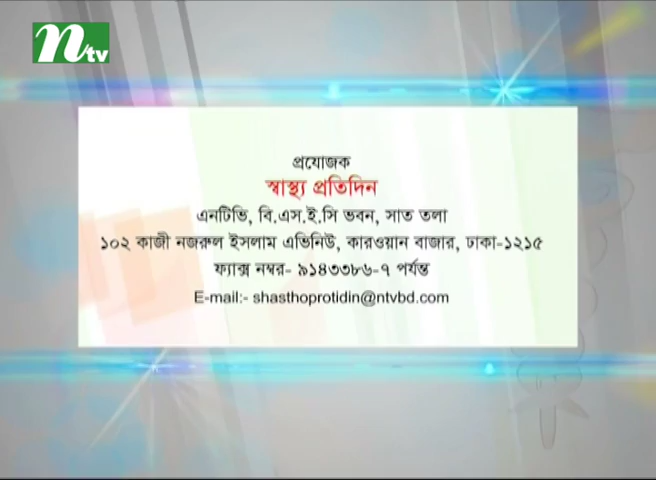 ntv
প্রযোজক
স্বাস্থ্য প্রতিদিন
এনটিভি, বি.এস.ই.সি ভবন, সাত তলা
১০২ কাজী নজরুল ইসলাম এভিনিউ, কারওয়ান বাজার, ঢাকা-১২১৫
ফ্যাক্স নম্বর- ৯১৪৩৩৮৬-৭ পর্যন্ত
E-mail:- shasthoprotidin@ntvbd.com